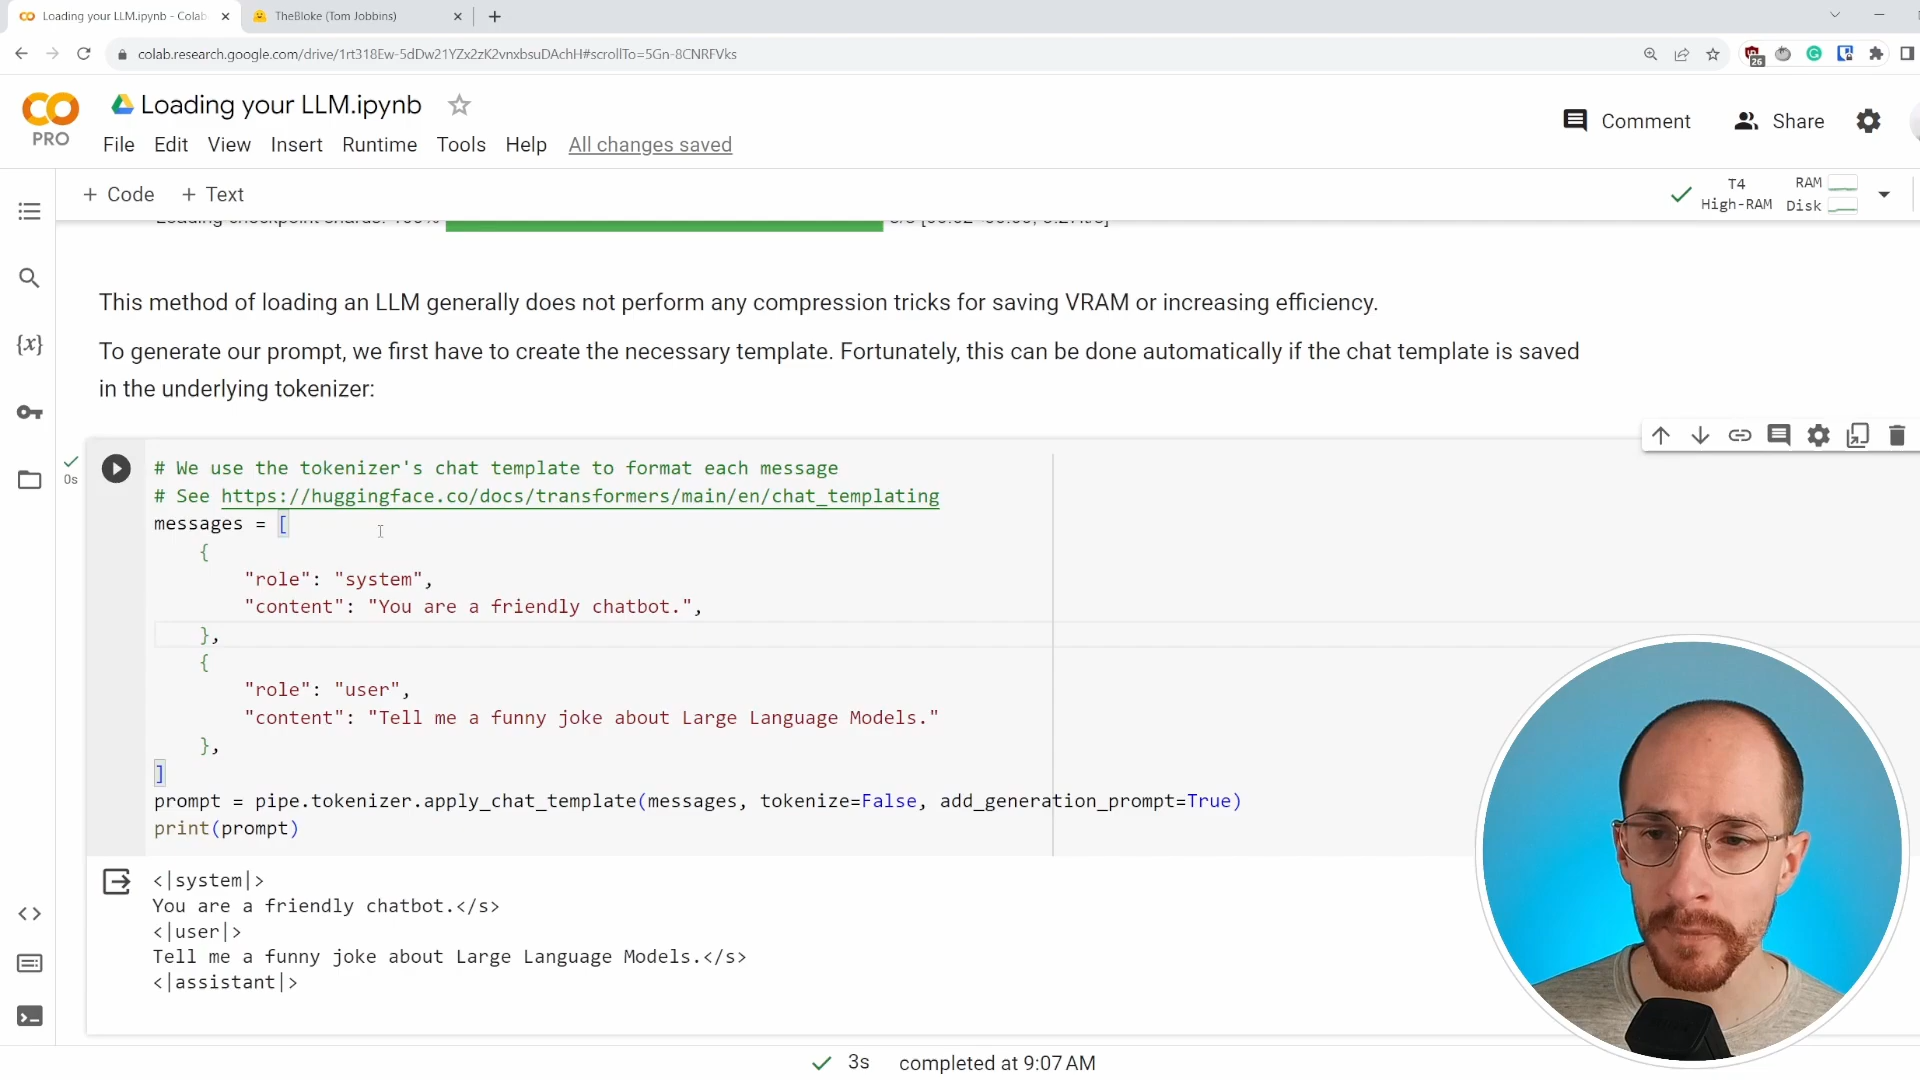 Loading your LLM.ipynb - Colab
TheBloke (Tom Jobbins)
colab.research.google.com/drive/1rt318Ew-5dDw21YZx2zK2vnxbsuDAchH#scrollTo=5Gn-8CNRFVks
26
CO
PRO
Loading your LLM.ipynb
File Edit View Insert Runtime Tools Help All changes saved
Comment
Share
+ Code + Text
T4
High-RAM
RAM
Disk
Loading checkpoint shards: 100%
This method of loading an LLM generally does not perform any compression tricks for saving VRAM or increasing efficiency.
To generate our prompt, we first have to create the necessary template. Fortunately, this can be done automatically if the chat template is saved
in the underlying tokenizer:
{x}
0s
# We use the tokenizer's chat template to format each message
# See https://huggingface.co/docs/transformers/main/en/chat_templating
messages = [
{
"role": "system",
"content": "You are a friendly chatbot.",
},
{
"role": "user",
"content": "Tell me a funny joke about Large Language Models."
},
]
prompt = pipe.tokenizer.apply_chat_template(messages, tokenize=False, add_generation_prompt=True)
print(prompt)
<|system|>
You are a friendly chatbot.</s>
<|user|>
Tell me a funny joke about Large Language Models.</s>
<|assistant|>
3s completed at 9:07 AM